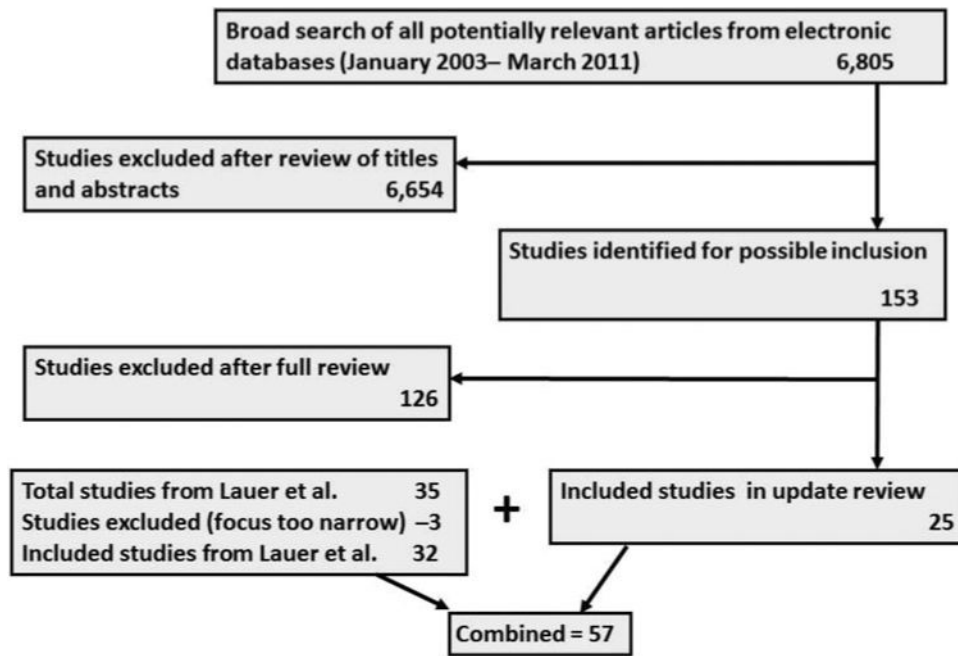 Broad search of all potentially relevant articles from electronic
databases (January 2003– March 2011) 6,805
Studies excluded after review of titles
and abstracts 6,654
Studies identified for possible inclusion
153
Studies excluded after full review
126
Total studies from Lauer et al. 35
Studies excluded (focus too narrow) –3
Included studies from Lauer et al. 32
+
Included studies in update review
25
Combined = 57